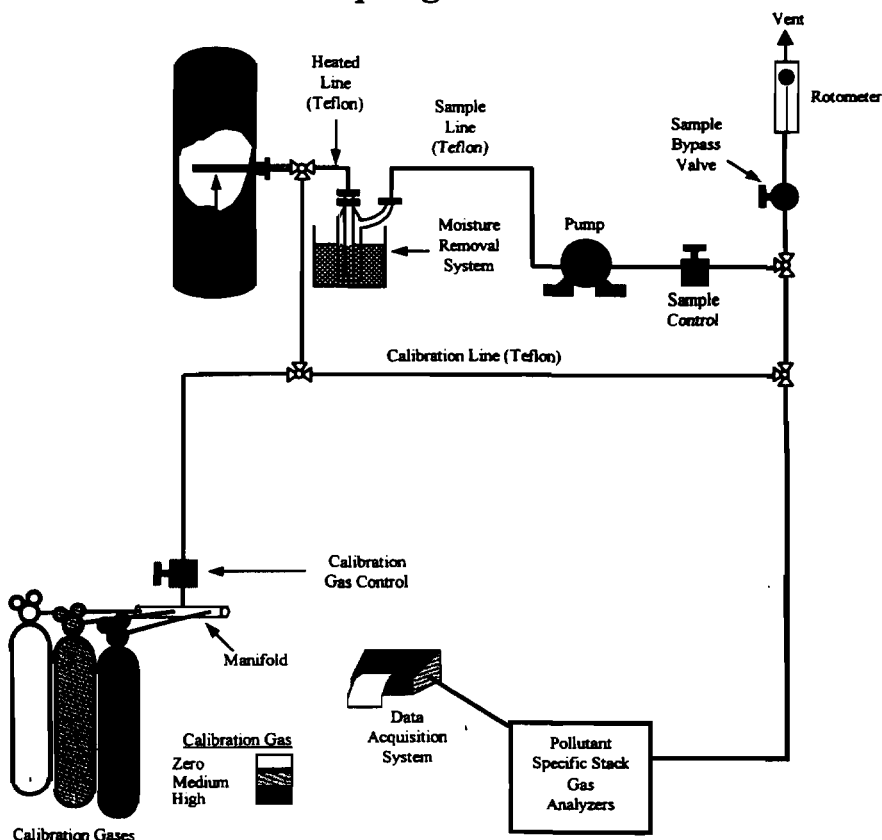 Vent
Heated
Line
(Teflon)
Rotometer
Sample
Line
(Teflon)
Sample
Bypass
Valve
Moisture
Removal
System
Pump
Sample
Control
Calibration Line (Teflon)
Calibration
Gas Control
Manifold
Data
Acquisition
System
Calibration Gas
Zero
Medium
High
Pollutant
Specific Stack
Gas
Analyzers
Calibration Gases